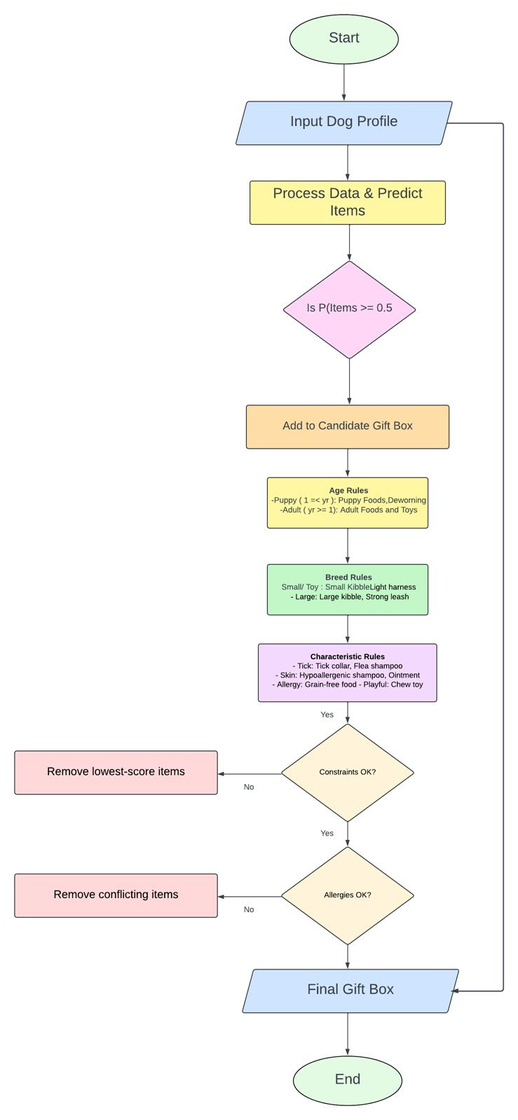 Start
Input Dog Profile
Process Data & Predict
Items
Is P(Items >= 0.5
Add to Candidate Gift Box
Age Rules
-Puppy ( 1 =< yr ): Puppy Foods,Deworning
-Adult ( yr >= 1): Adult Foods and Toys
Breed Rules
Small/ Toy : Small KibbleLight harness
- Large: Large kibble, Strong leash
Characteristic Rules
- Tick: Tick collar, Flea shampoo
- Skin: Hypoallergenic shampoo, Ointment
- Allergy: Grain-free food - Playful: Chew toy
Yes
Remove lowest-score items
No
Constraints OK?
Yes
Remove conflicting items
No
Allergies OK?
Final Gift Box
End